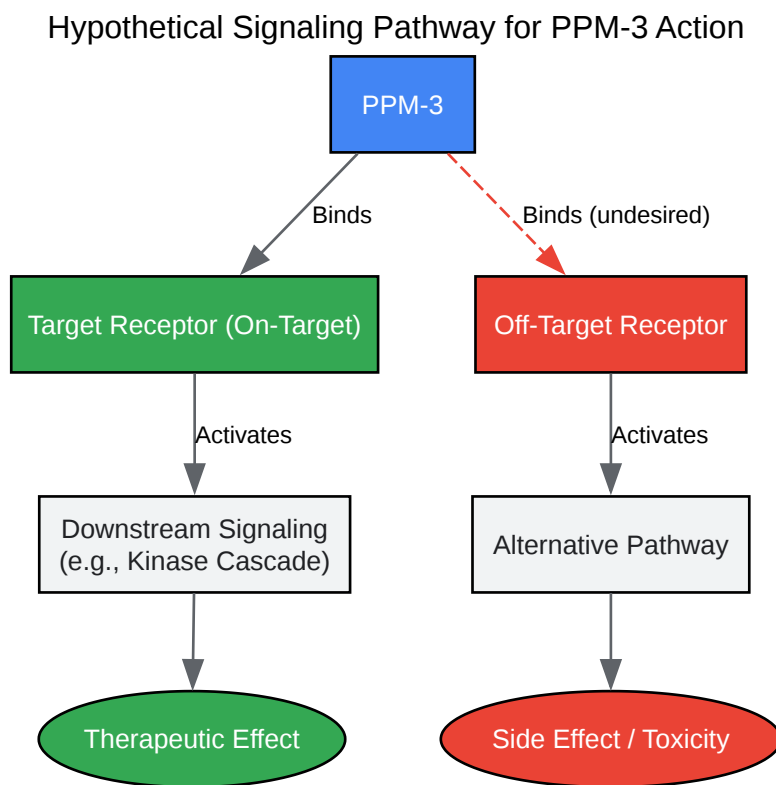 Hypothetical Signaling Pathway for PPM-3 Action
PPM-3
Binds
Binds (undesired)
Target Receptor (On-Target)
Off-Target Receptor
Activates
Activates
Downstream Signaling
(e.g., Kinase Cascade)
Alternative Pathway
Therapeutic Effect
Side Effect / Toxicity